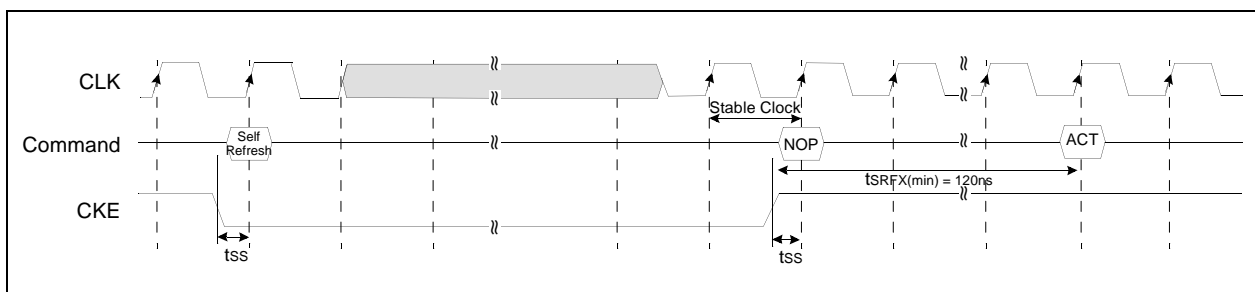 CLK
Stable Clock
Command
Self
Refresh
NOP
ACT
tSRFX(min) = 120ns
CKE
tss
tss